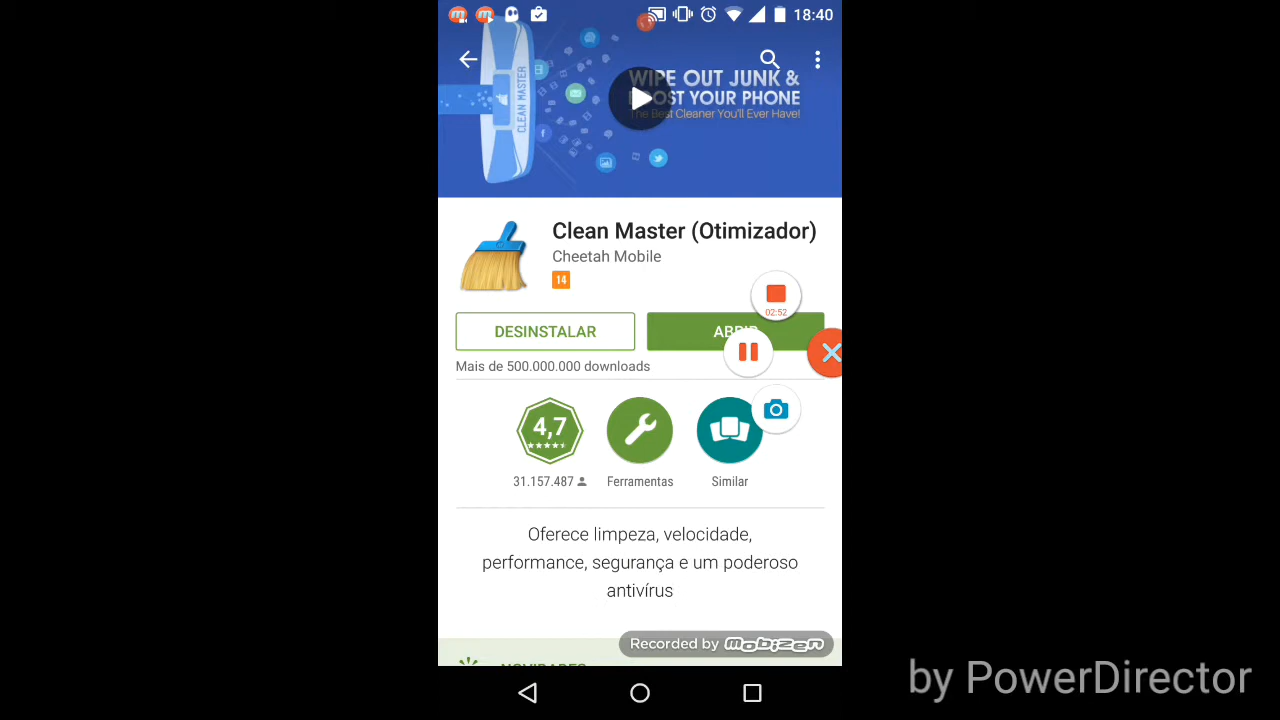 18:40
WIPE OUT JUNK &
BOOST YOUR PHONE
The Best Cleaner You'll Ever Have!
CLEAN MASTER
Clean Master (Otimizador)
Cheetah Mobile
14
02:52
DESINSTALAR
ABRIR
Mais de 500.000.000 downloads
4,7
31.157.487
Ferramentas
Similar
Oferece limpeza, velocidade,
performance, segurança e um poderoso
antivírus
Recorded by mobizen
NOVIDADES
by PowerDirector